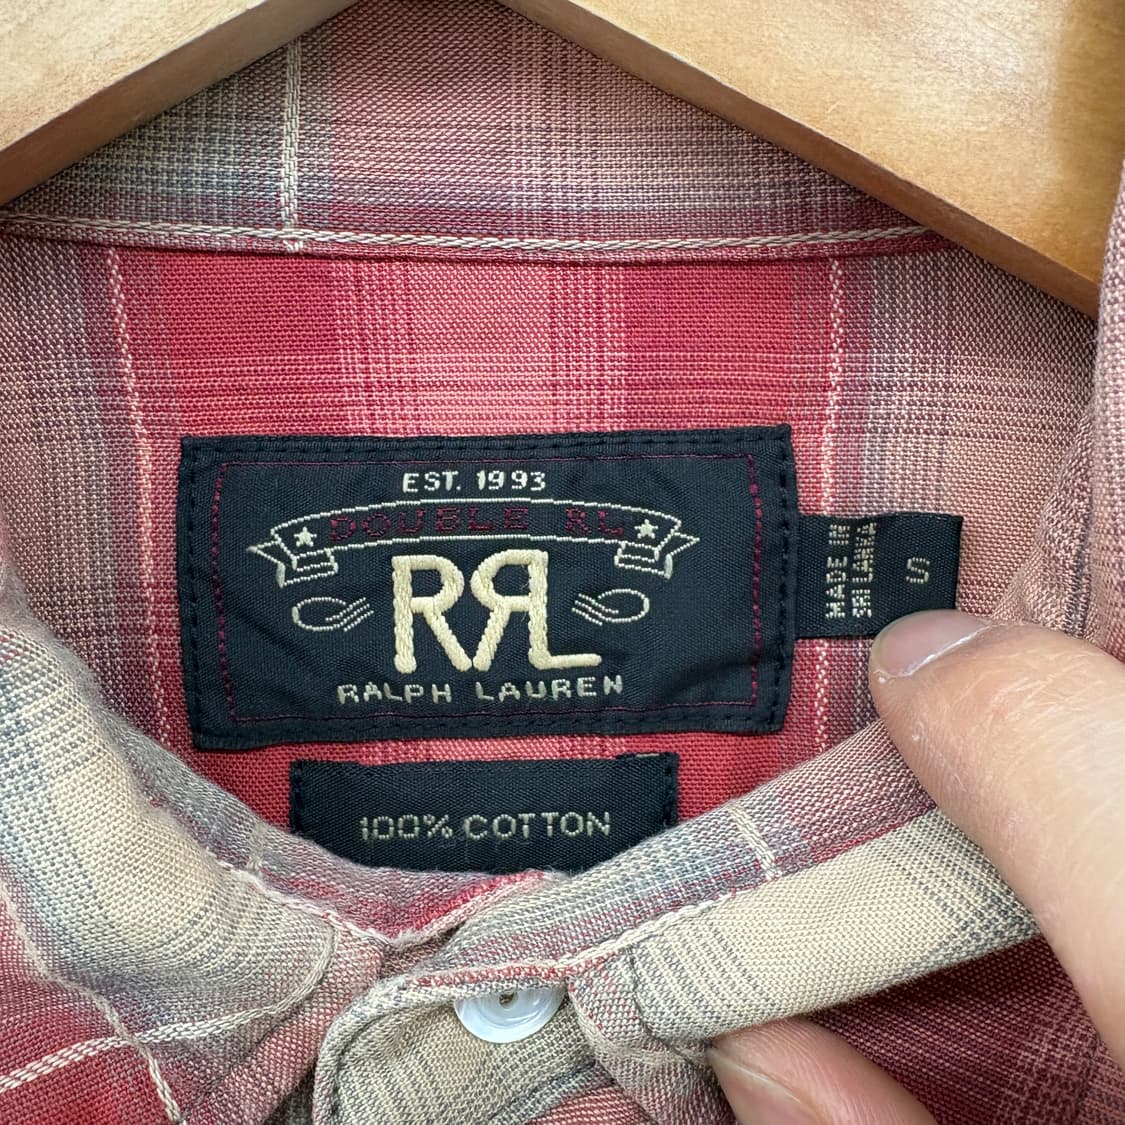 EST. 1993
DOUBLE RL
RRL
RALPH LAUREN
MADE IN
SRI LANKA
S
100% COTTON